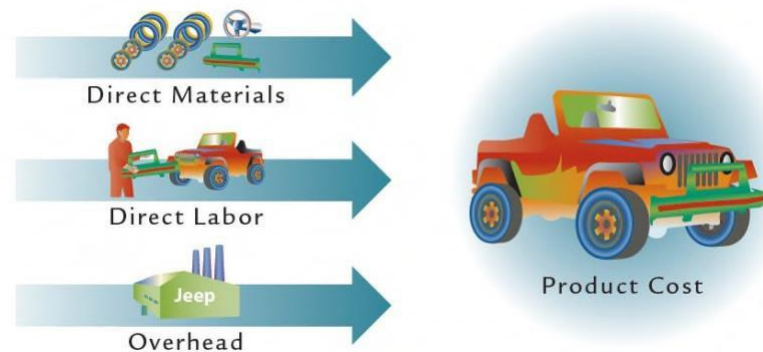 Direct Materials
Direct Labor
Jeep
Overhead
Product Cost